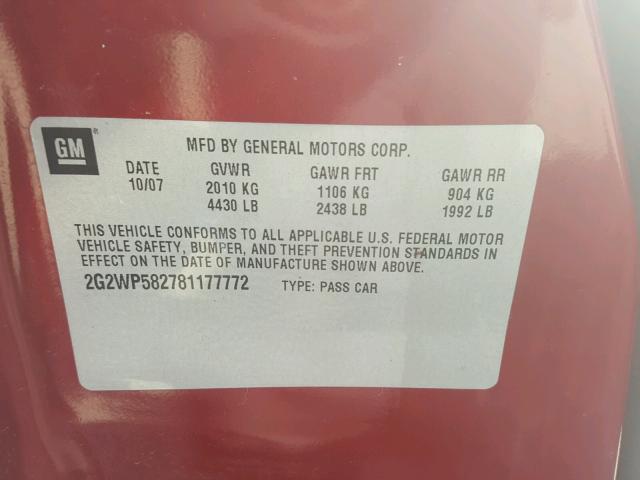 GM
MFD BY GENERAL MOTORS CORP.
DATE GVWR GAWR FRT GAWR RR
10/07 2010 KG 1106 KG 904 KG
4430 LB 2438 LB 1992 LB
THIS VEHICLE CONFORMS TO ALL APPLICABLE U.S. FEDERAL MOTOR
VEHICLE SAFETY, BUMPER, AND THEFT PREVENTION STANDARDS IN
EFFECT ON THE DATE OF MANUFACTURE SHOWN ABOVE.
2G2WP582781177772 TYPE: PASS CAR